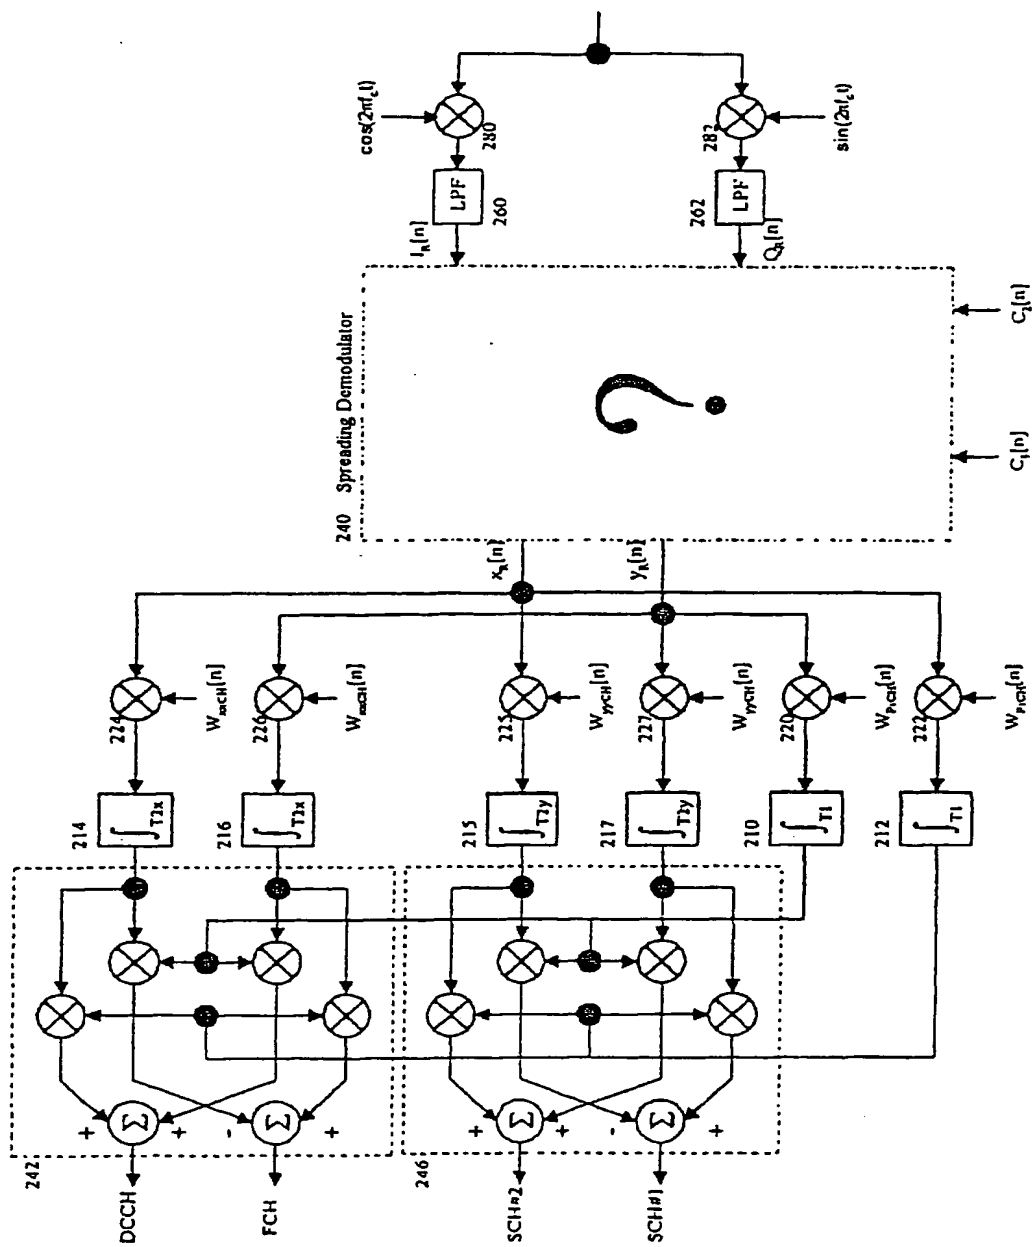 cos(2πf_c t)
280
LPF
260
I_R[n]
282
sin(2πf_c t)
LPF
262
Q_R[n]
240 Spreading Demodulator
?
C_1[n]
C_2[n]
x_R[n]
y_R[n]
224
226
225
227
220
222
W_xxCH[n]
W_xxCH[n]
W_yyCH[n]
W_yyCH[n]
W_PiCH[n]
W_PiCH[n]
214
∫T2x
216
∫T2x
215
∫T2y
217
∫T2y
210
∫T1
212
∫T1
242
Σ
+
+
Σ
-
+
DCCH
FCH
246
Σ
+
+
Σ
-
+
SCH#2
SCH#1